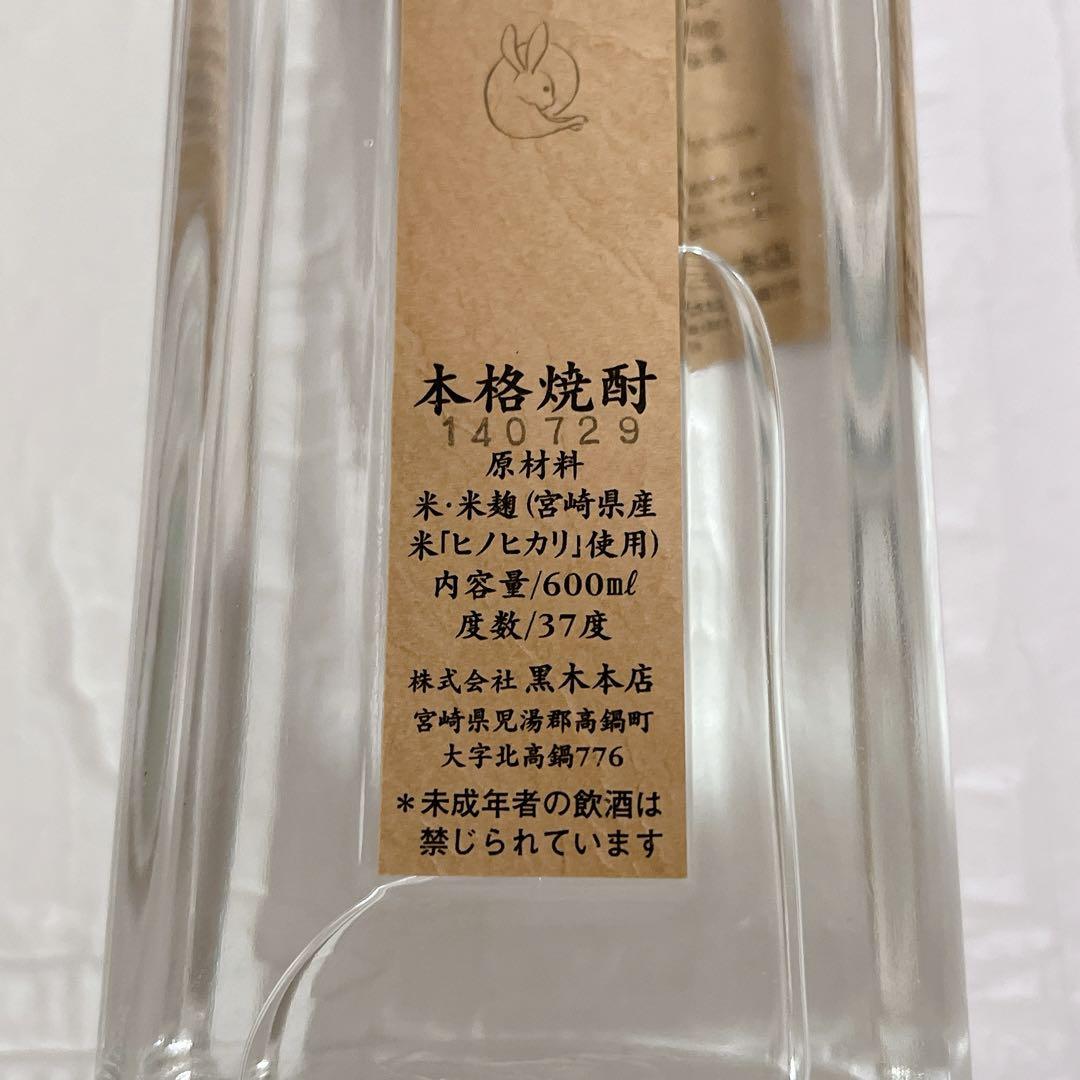 本格焼酎
140729
原材料
米・米麹(宮崎県産
米「ヒノヒカリ」使用)
内容量/600㎖
度数/37度
株式会社 黒木本店
宮崎県児湯郡高鍋町
大字北高鍋776
*未成年者の飲酒は
禁じられています